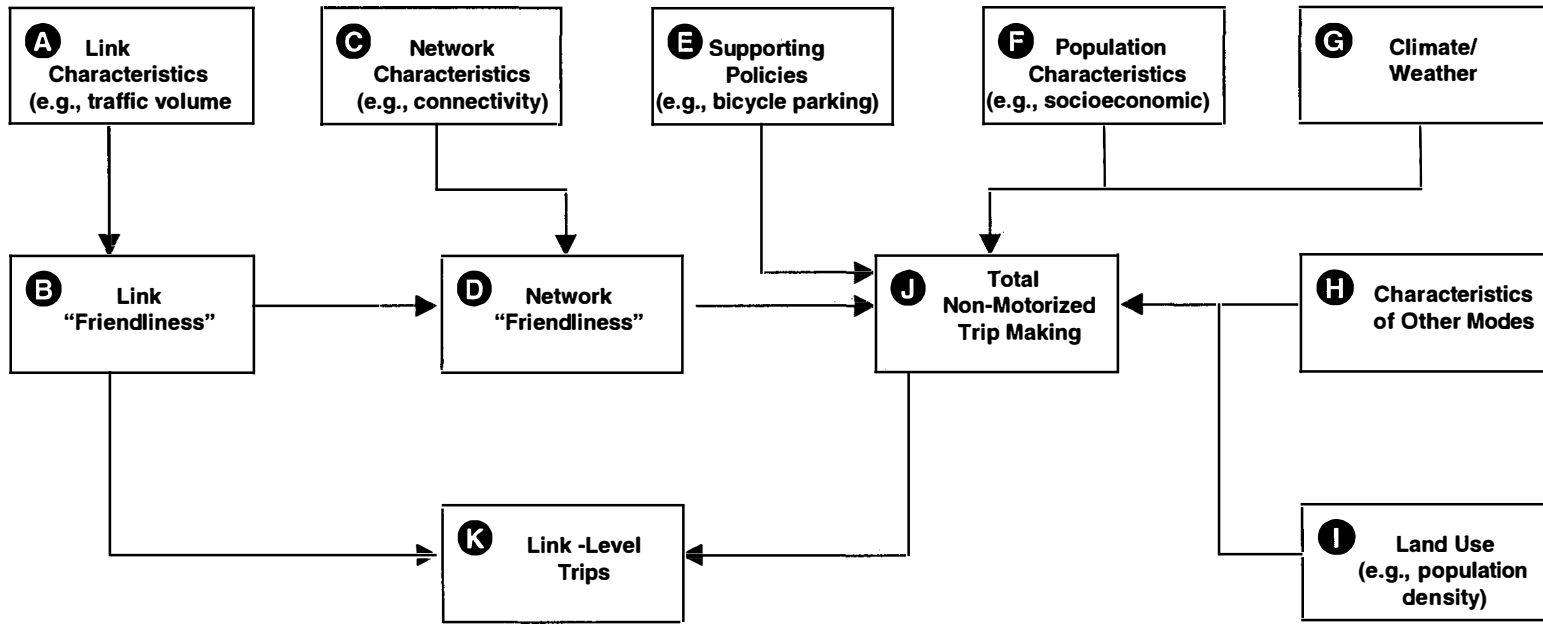 A Link
Characteristics
(e.g., traffic volume
C Network
Characteristics
(e.g., connectivity)
E Supporting
Policies
(e.g., bicycle parking)
F Population
Characteristics
(e.g., socioeconomic)
G Climate/
Weather
B Link
“Friendliness”
D Network
“Friendliness”
J Total
Non-Motorized
Trip Making
H Characteristics
of Other Modes
K Link -Level
Trips
I Land Use
(e.g., population
density)